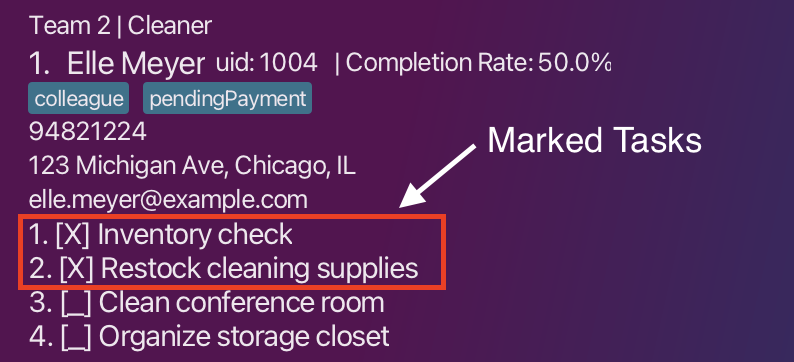 Team 2 | Cleaner
1. Elle Meyer uid: 1004 | Completion Rate: 50.0%
colleague pendingPayment
94821224
Marked Tasks
123 Michigan Ave, Chicago, IL
elle.meyer@example.com
1. [X] Inventory check
2. [X] Restock cleaning supplies
3. [_] Clean conference room
4. [_] Organize storage closet